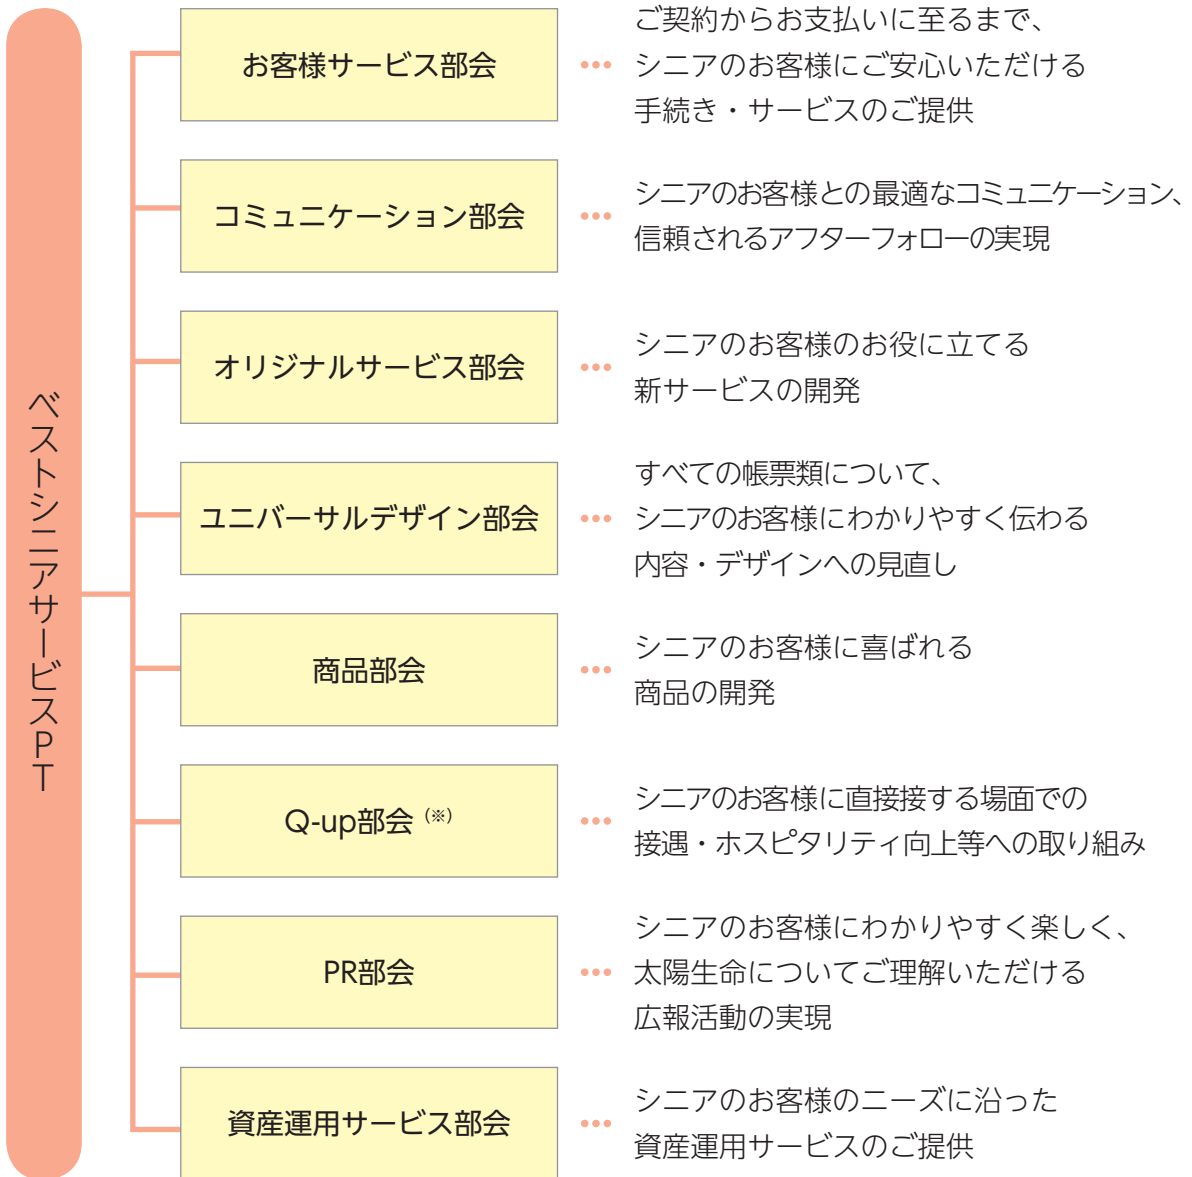 ベストシニアサービスPT
お客様サービス部会
ご契約からお支払いに至るまで、
シニアのお客様にご安心いただける
手続き・サービスのご提供
コミュニケーション部会
シニアのお客様との最適なコミュニケーション、
信頼されるアフターフォローの実現
オリジナルサービス部会
シニアのお客様のお役に立てる
新サービスの開発
ユニバーサルデザイン部会
すべての帳票類について、
シニアのお客様にわかりやすく伝わる
内容・デザインへの見直し
商品部会
シニアのお客様に喜ばれる
商品の開発
Q-up部会(※)
シニアのお客様に直接接する場面での
接遇・ホスピタリティ向上等への取り組み
PR部会
シニアのお客様にわかりやすく楽しく、
太陽生命についてご理解いただける
広報活動の実現
資産運用サービス部会
シニアのお客様のニーズに沿った
資産運用サービスのご提供